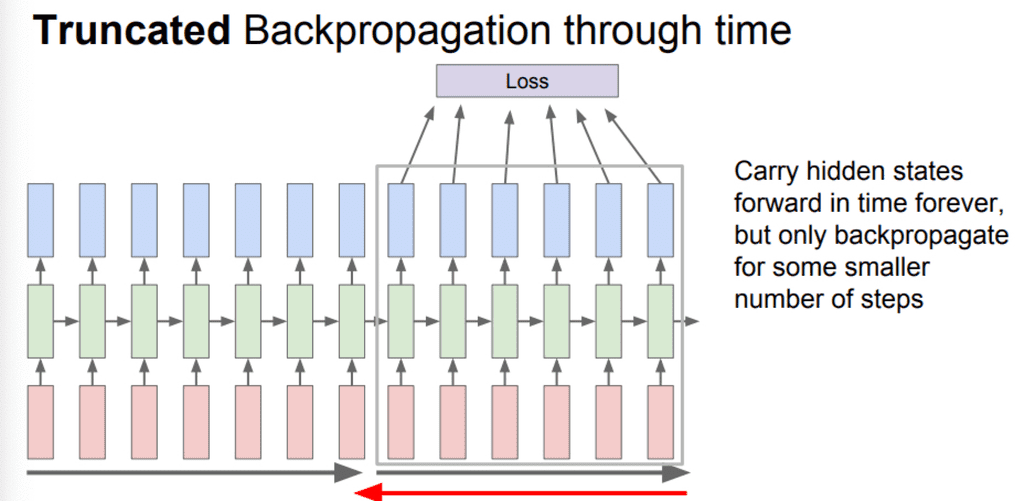 Truncated Backpropagation through time
Loss
Carry hidden states
forward in time forever,
but only backpropagate
for some smaller
number of steps